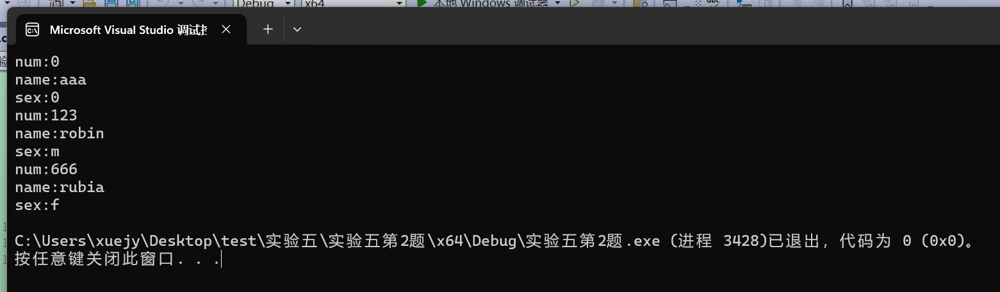 Debug x64 本地 Windows 调试器
Microsoft Visual Studio 调试
num:0
name:aaa
sex:0
num:123
name:robin
sex:m
num:666
name:rubia
sex:f
C:\Users\xuejy\Desktop\test\实验五\实验五第2题\x64\Debug\实验五第2题.exe (进程 3428)已退出，代码为 0 (0x0)。
按任意键关闭此窗口. . .